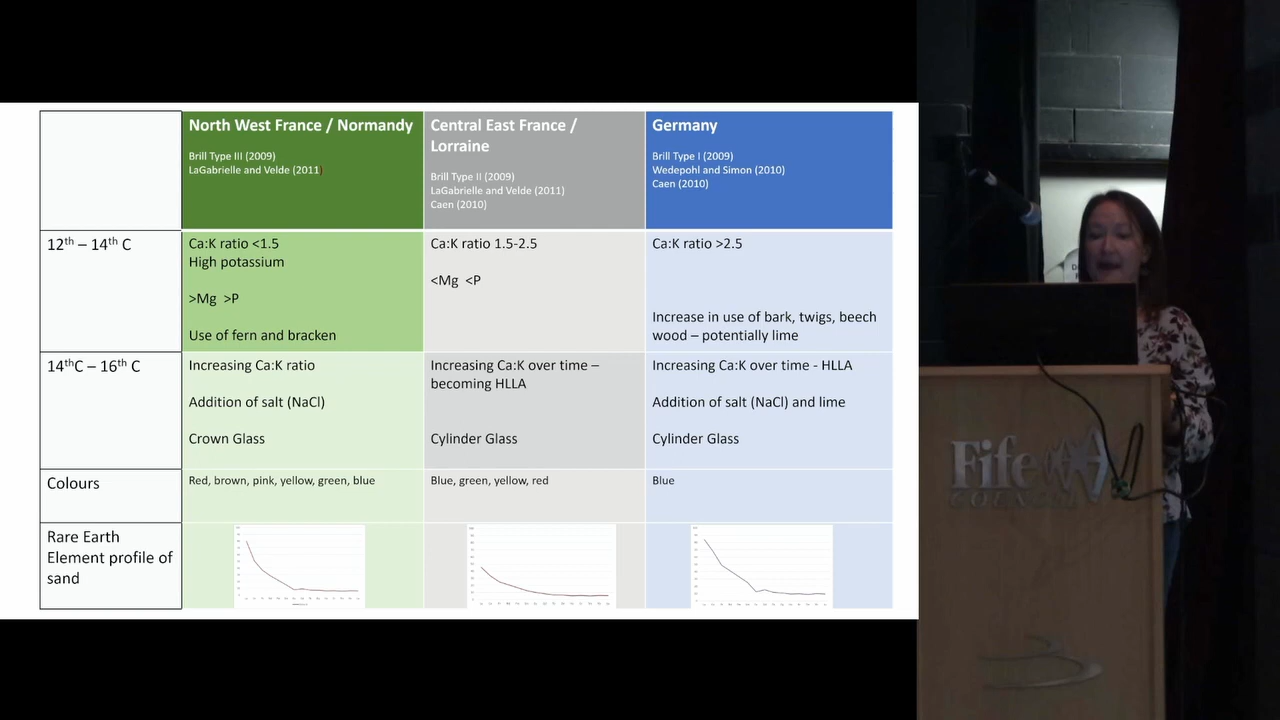 North West France / Normandy
Brill Type III (2009)
LaGabrielle and Velde (2011)
Central East France /
Lorraine
Brill Type II (2009)
LaGabrielle and Velde (2011)
Caen (2010)
Germany
Brill Type I (2009)
Wedepohl and Simon (2010)
Caen (2010)
12th – 14th C
Ca:K ratio <1.5
High potassium
>Mg >P
Use of fern and bracken
Ca:K ratio 1.5-2.5
<Mg <P
Ca:K ratio >2.5
Increase in use of bark, twigs, beech
wood – potentially lime
14thC – 16th C
Increasing Ca:K ratio
Addition of salt (NaCl)
Crown Glass
Increasing Ca:K over time –
becoming HLLA
Cylinder Glass
Increasing Ca:K over time - HLLA
Addition of salt (NaCl) and lime
Cylinder Glass
Colours
Red, brown, pink, yellow, green, blue
Blue, green, yellow, red
Blue
Rare Earth
Element profile of
sand
Fife
COUNCIL